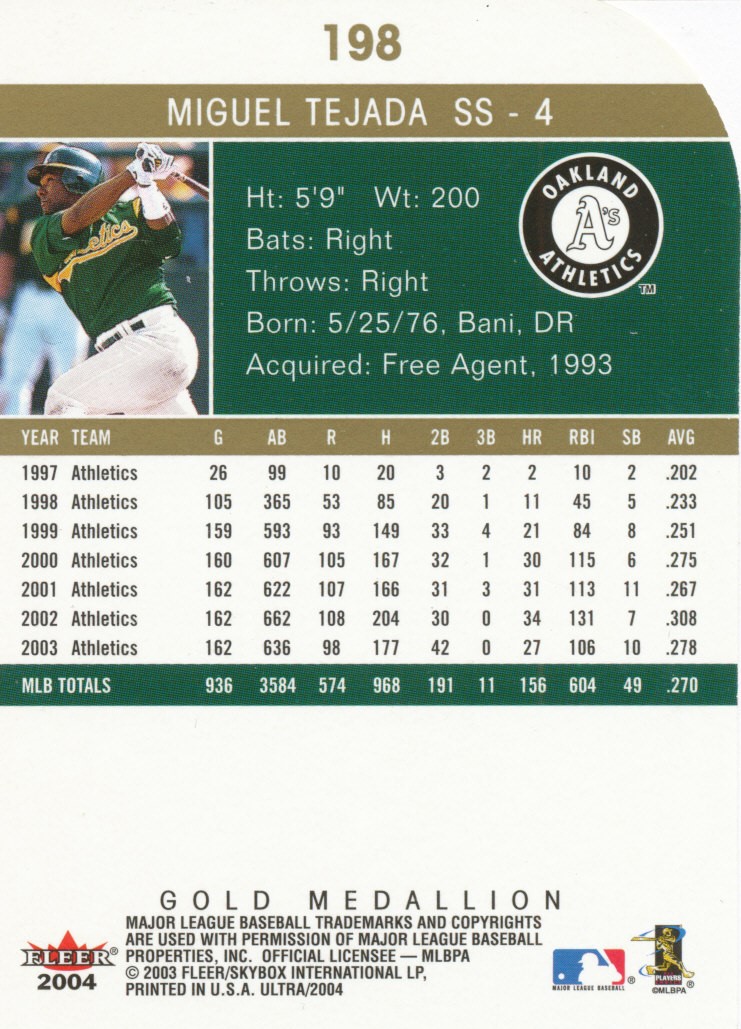 198
MIGUEL TEJADA SS - 4
Ht: 5'9" Wt: 200
Bats: Right
Throws: Right
Born: 5/25/76, Bani, DR
Acquired: Free Agent, 1993
OAKLAND
A's
ATHLETICS
TM
Athletics
YEAR TEAM G AB R H 2B 3B HR RBI SB AVG
1997 Athletics 26 99 10 20 3 2 2 10 2 .202
1998 Athletics 105 365 53 85 20 1 11 45 5 .233
1999 Athletics 159 593 93 149 33 4 21 84 8 .251
2000 Athletics 160 607 105 167 32 1 30 115 6 .275
2001 Athletics 162 622 107 166 31 3 31 113 11 .267
2002 Athletics 162 662 108 204 30 0 34 131 7 .308
2003 Athletics 162 636 98 177 42 0 27 106 10 .278
MLB TOTALS 936 3584 574 968 191 11 156 604 49 .270
GOLD MEDALLION
MAJOR LEAGUE BASEBALL TRADEMARKS AND COPYRIGHTS
ARE USED WITH PERMISSION OF MAJOR LEAGUE BASEBALL
PROPERTIES, INC. OFFICIAL LICENSEE — MLBPA
© 2003 FLEER/SKYBOX INTERNATIONAL LP,
PRINTED IN U.S.A. ULTRA/2004
FLEER®
2004
MAJOR LEAGUE BASEBALL ®
PLAYERS
®
©MLBPA